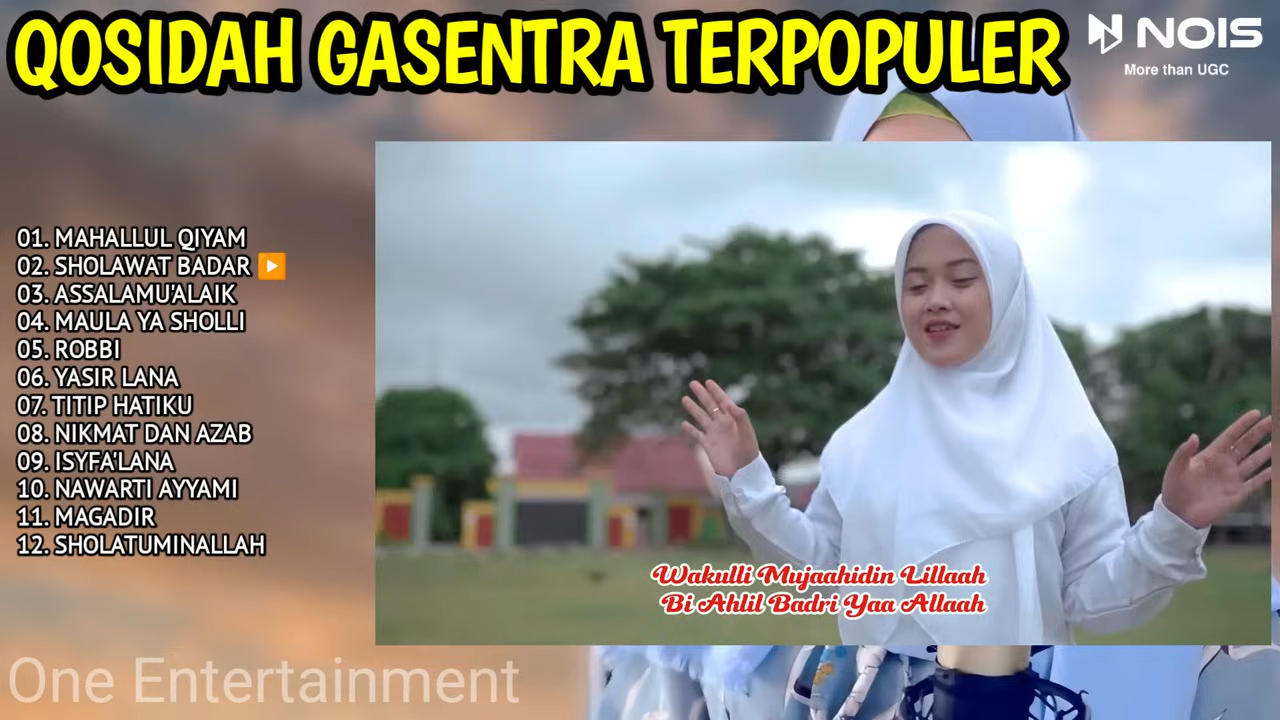 QOSIDAH GASENTRA TERPOPULER
NOIS
More than UGC
01. MAHALLUL QIYAM
02. SHOLAWAT BADAR
03. ASSALAMU'ALAIK
04. MAULA YA SHOLLI
05. ROBBI
06. YASIR LANA
07. TITIP HATIKU
08. NIKMAT DAN AZAB
09. ISYFA'LANA
10. NAWARTI AYYAMI
11. MAGADIR
12. SHOLATUMINALLAH
Wakulli Mujaahidin Lillaah
Bi Ahlil Badri Yaa Allaah
One Entertainment